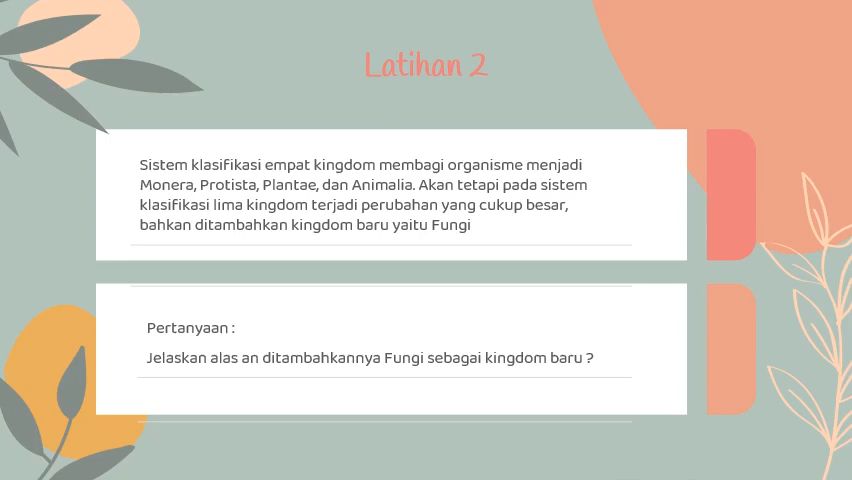 Latihan 2
Sistem klasifikasi empat kingdom membagi organisme menjadi
Monera, Protista, Plantae, dan Animalia. Akan tetapi pada sistem
klasifikasi lima kingdom terjadi perubahan yang cukup besar,
bahkan ditambahkan kingdom baru yaitu Fungi
Pertanyaan :
Jelaskan alas an ditambahkannya Fungi sebagai kingdom baru ?